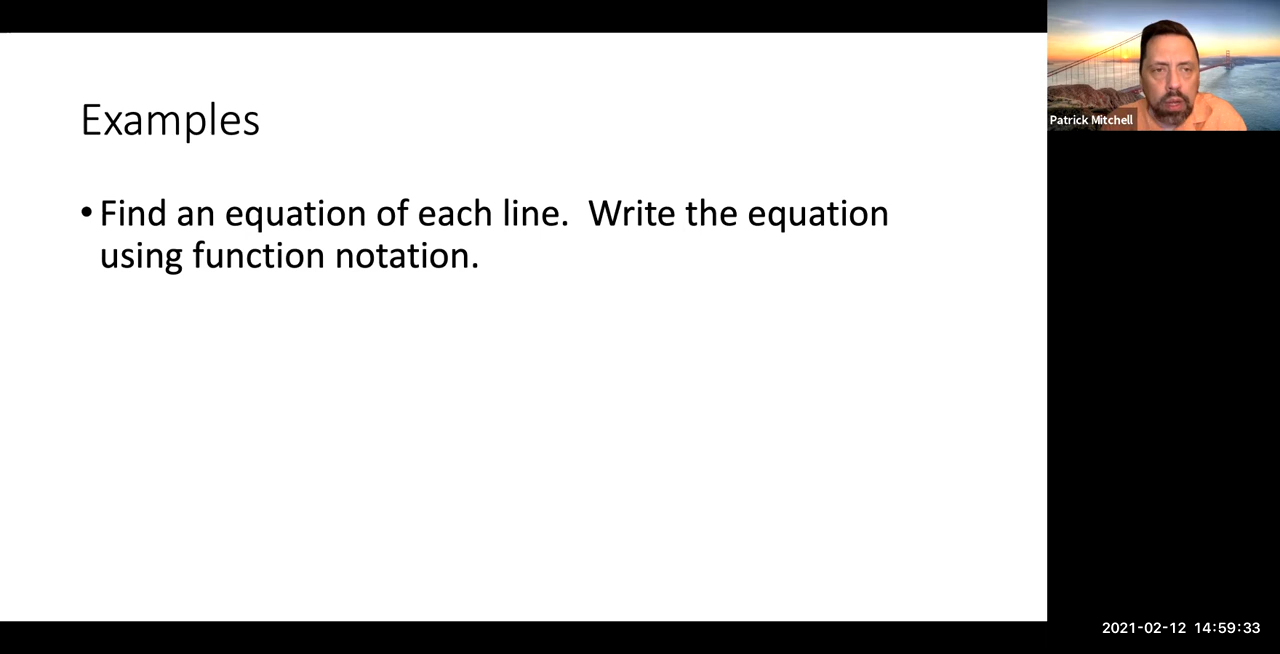 Examples
• Find an equation of each line.  Write the equation
using function notation.
Patrick Mitchell
2021-02-12 14:59:33